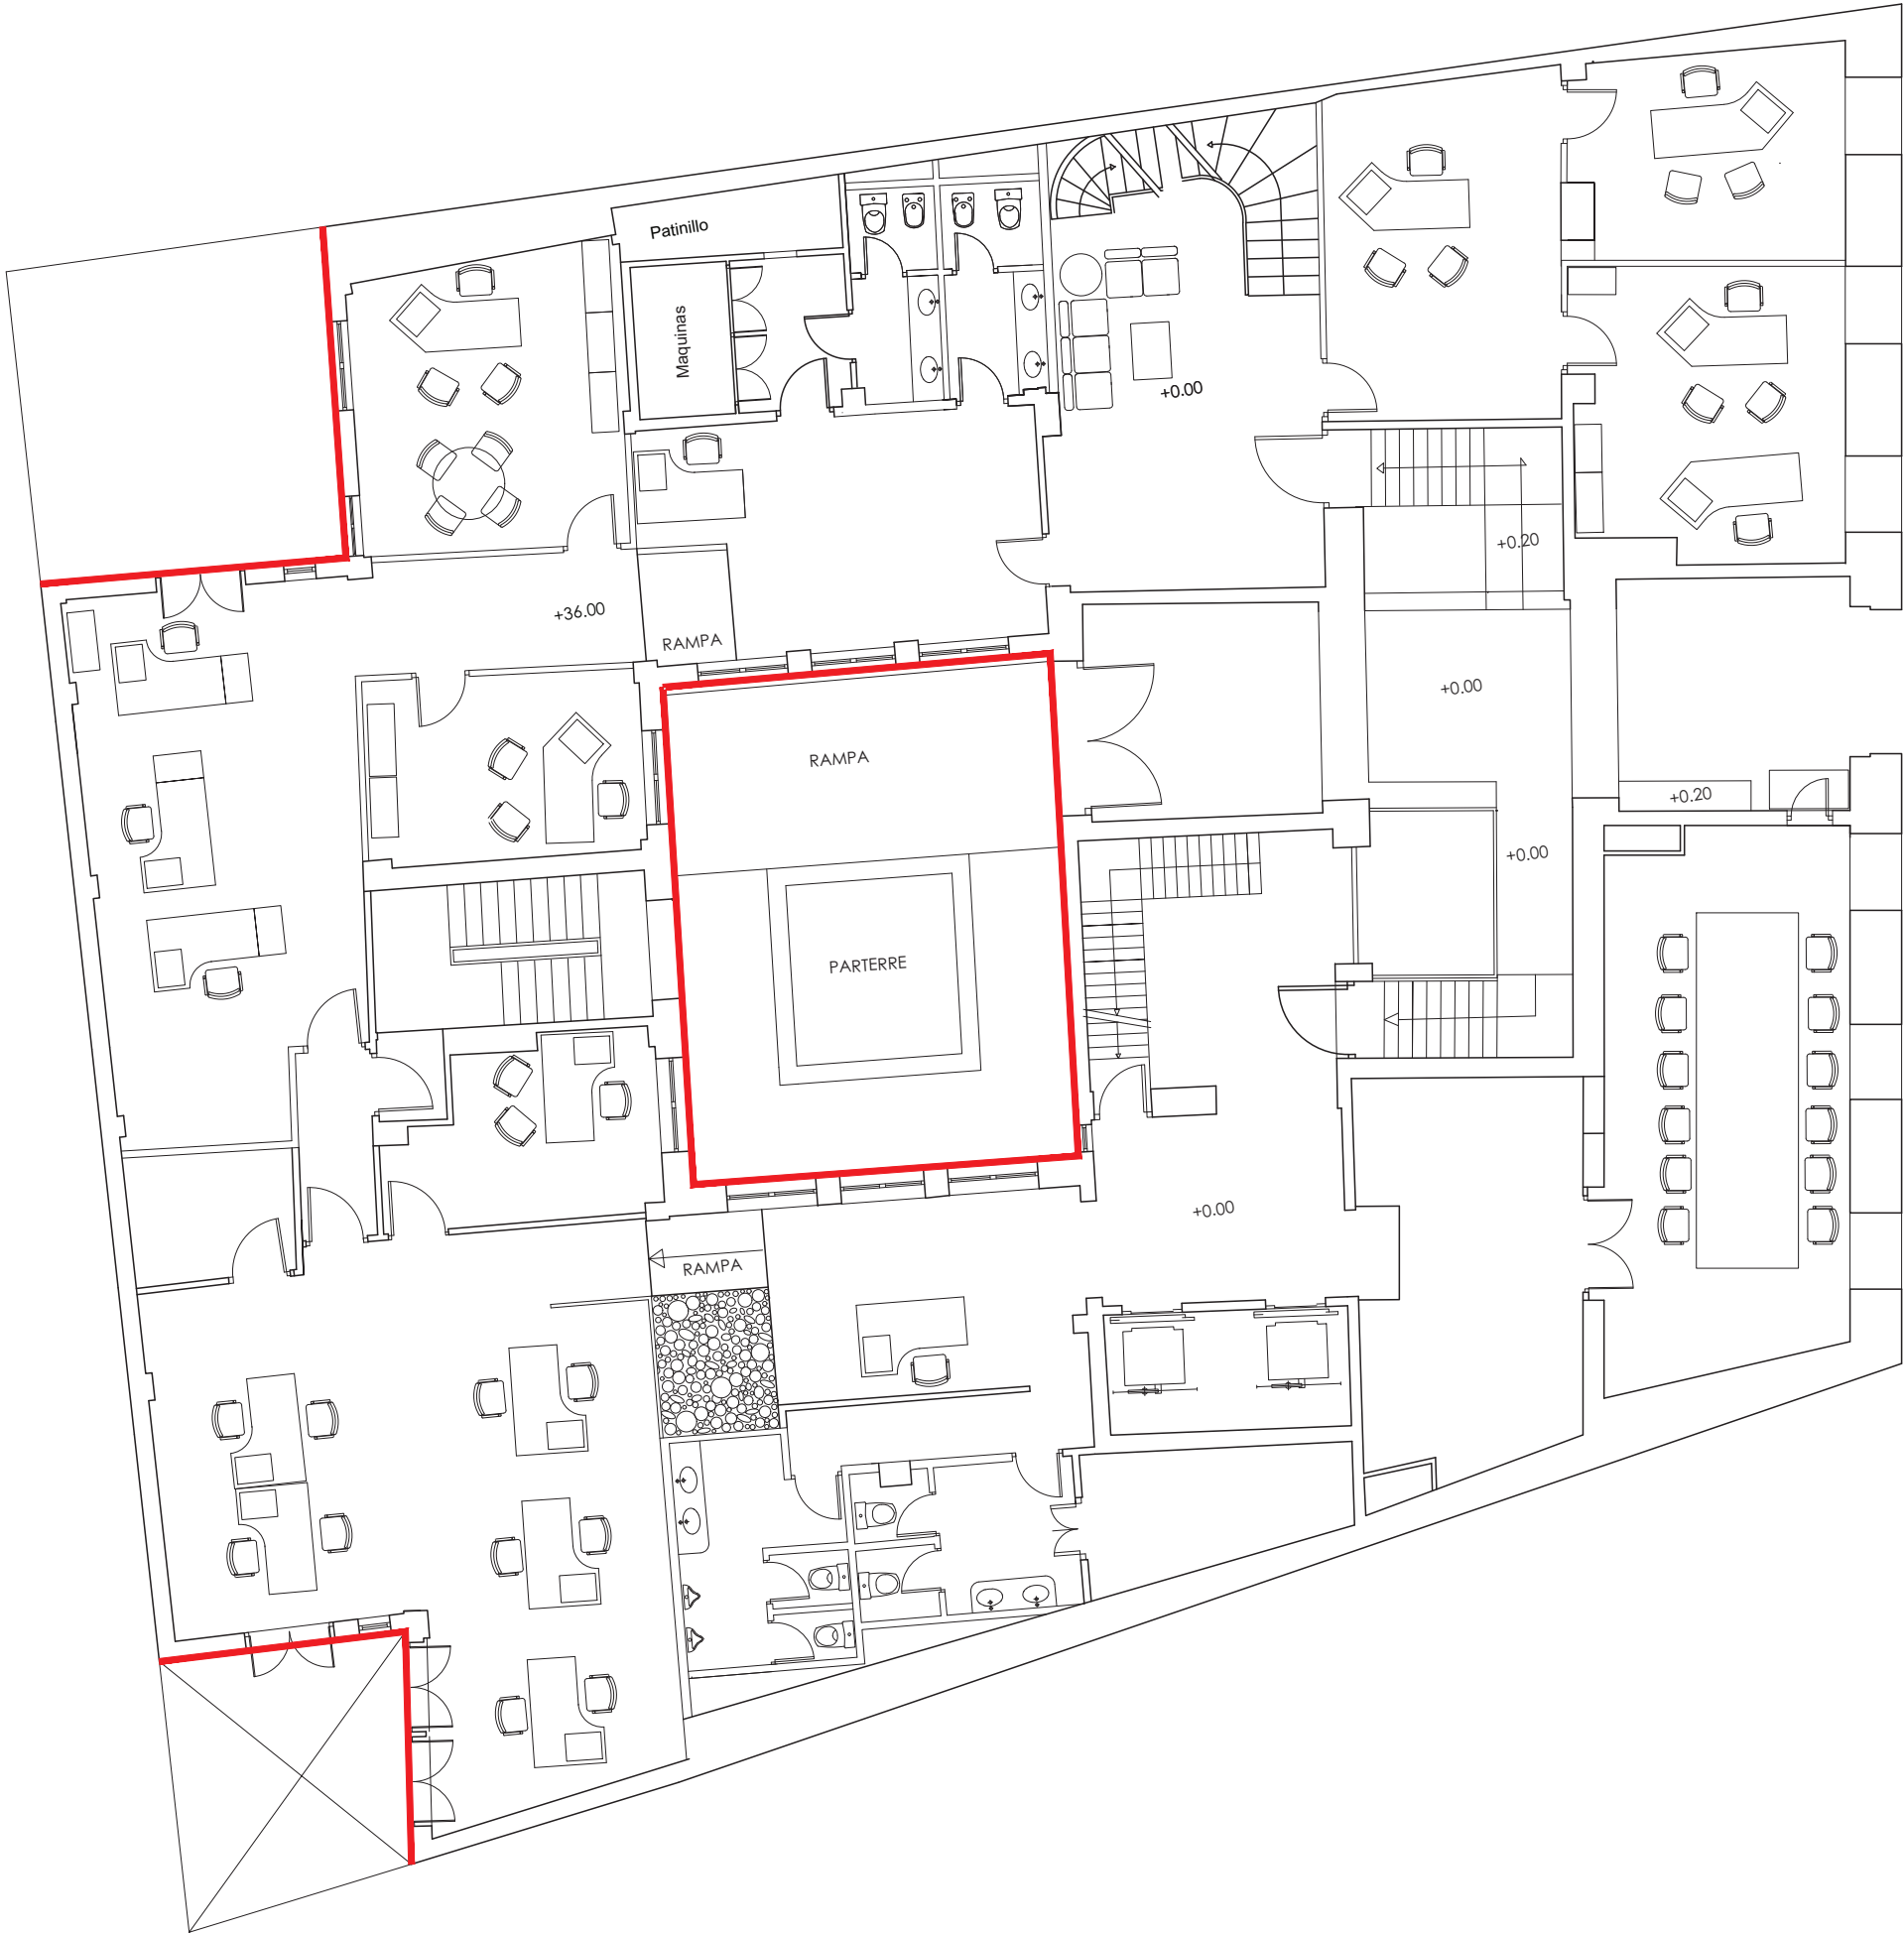 Patinillo
Maquinas
+0.00
+0.20
+36.00
RAMPA
+0.00
RAMPA
+0.20
+0.00
PARTERRE
+0.00
RAMPA